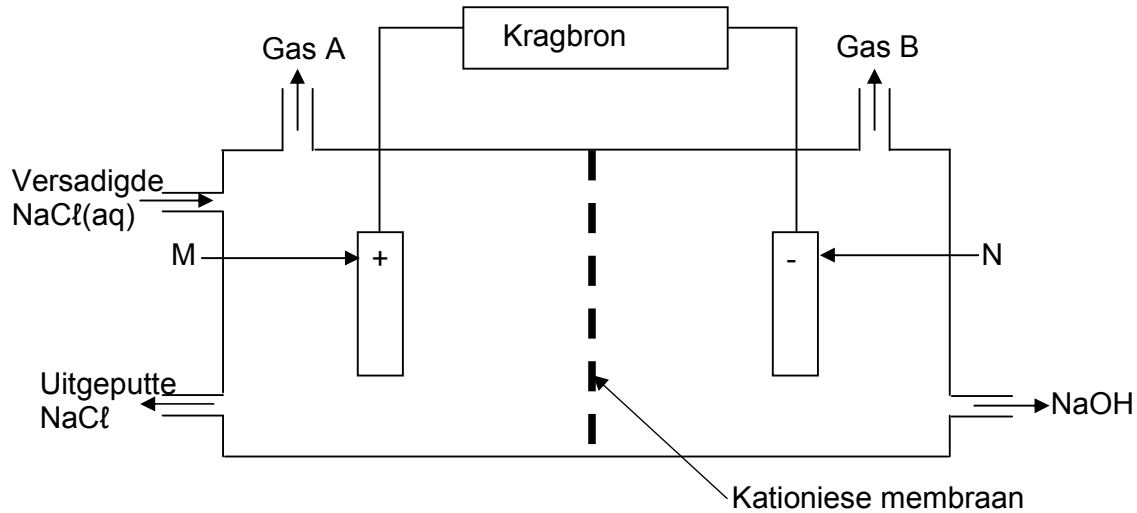 Kragbron
Gas A
Gas B
Versadigde
NaCℓ(aq)
M
+
-
N
Uitgeputte
NaCℓ
NaOH
Kationiese membraan